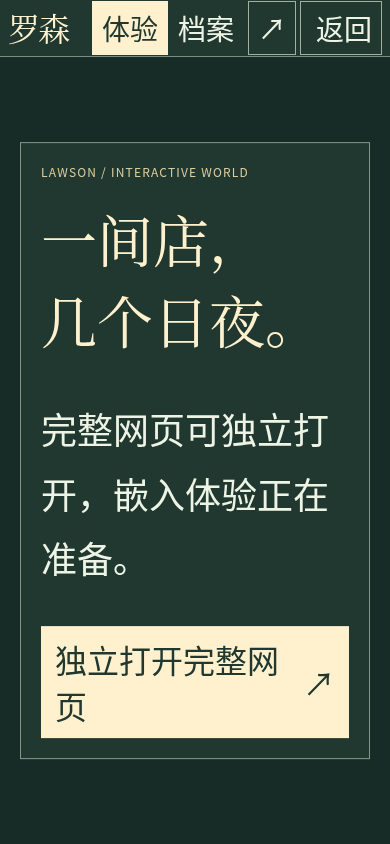 罗森 体验 档案 ↗ 返回
LAWSON / INTERACTIVE WORLD
一间店，
几个日夜。
完整网页可独立打
开，嵌入体验正在
准备。
独立打开完整网
页 ↗